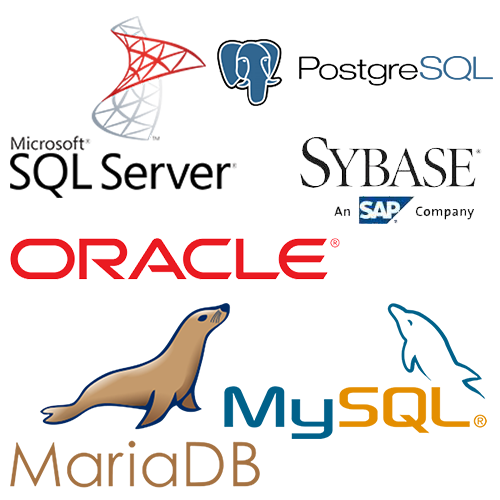 PostgreSQL
Microsoft®
SQL Server®
SYBASE®
An SAP Company
ORACLE®
MySQL®
MariaDB